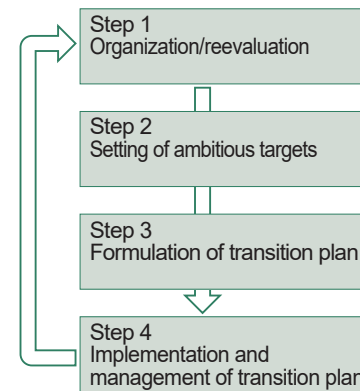 Step 1
Organization/reevaluation
Step 2
Setting of ambitious targets
Step 3
Formulation of transition plan
Step 4
Implementation and
management of transition plan